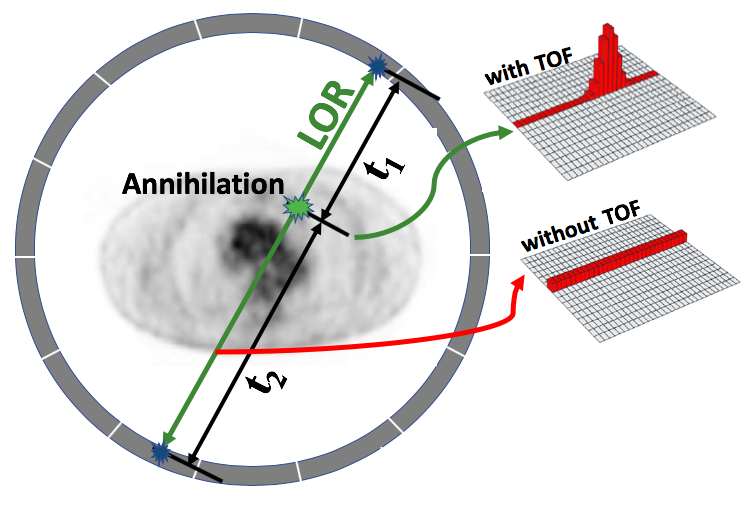 with TOF
LOR
t₁
Annihilation
without TOF
t₂